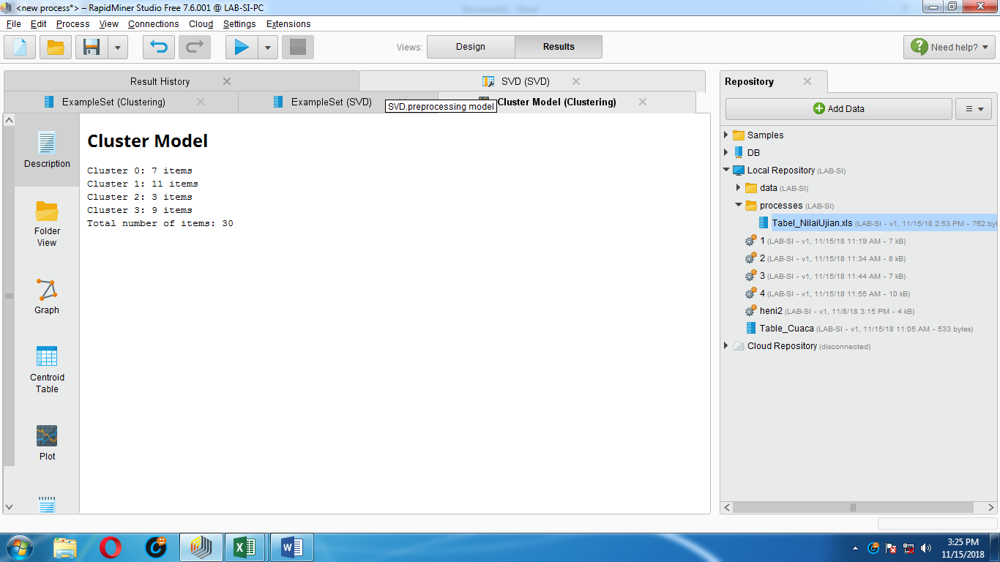 <new process*> – RapidMiner Studio Free 7.6.001 @ LAB-SI-PC
File Edit Process View Connections Cloud Settings Extensions
Views: Design Results Need help?
Result History SVD (SVD)
ExampleSet (Clustering) ExampleSet (SVD) Cluster Model (Clustering)
SVD.preprocessing model
Description
Folder
View
Graph
Centroid
Table
Plot
Cluster Model
Cluster 0: 7 items
Cluster 1: 11 items
Cluster 2: 3 items
Cluster 3: 9 items
Total number of items: 30
Repository
Add Data
Samples
DB
Local Repository (LAB-SI)
data (LAB-SI)
processes (LAB-SI)
Tabel_NilaiUjian.xls (LAB-SI - v1, 11/15/18 2:53 PM - 762 byt
1 (LAB-SI - v1, 11/15/18 11:19 AM - 7 kB)
2 (LAB-SI - v1, 11/15/18 11:34 AM - 8 kB)
3 (LAB-SI - v1, 11/15/18 11:44 AM - 7 kB)
4 (LAB-SI - v1, 11/15/18 11:55 AM - 10 kB)
heni2 (LAB-SI - v1, 11/8/18 3:15 PM - 4 kB)
Table_Cuaca (LAB-SI - v1, 11/15/18 11:05 AM - 533 bytes)
Cloud Repository (disconnected)
3:25 PM
11/15/2018